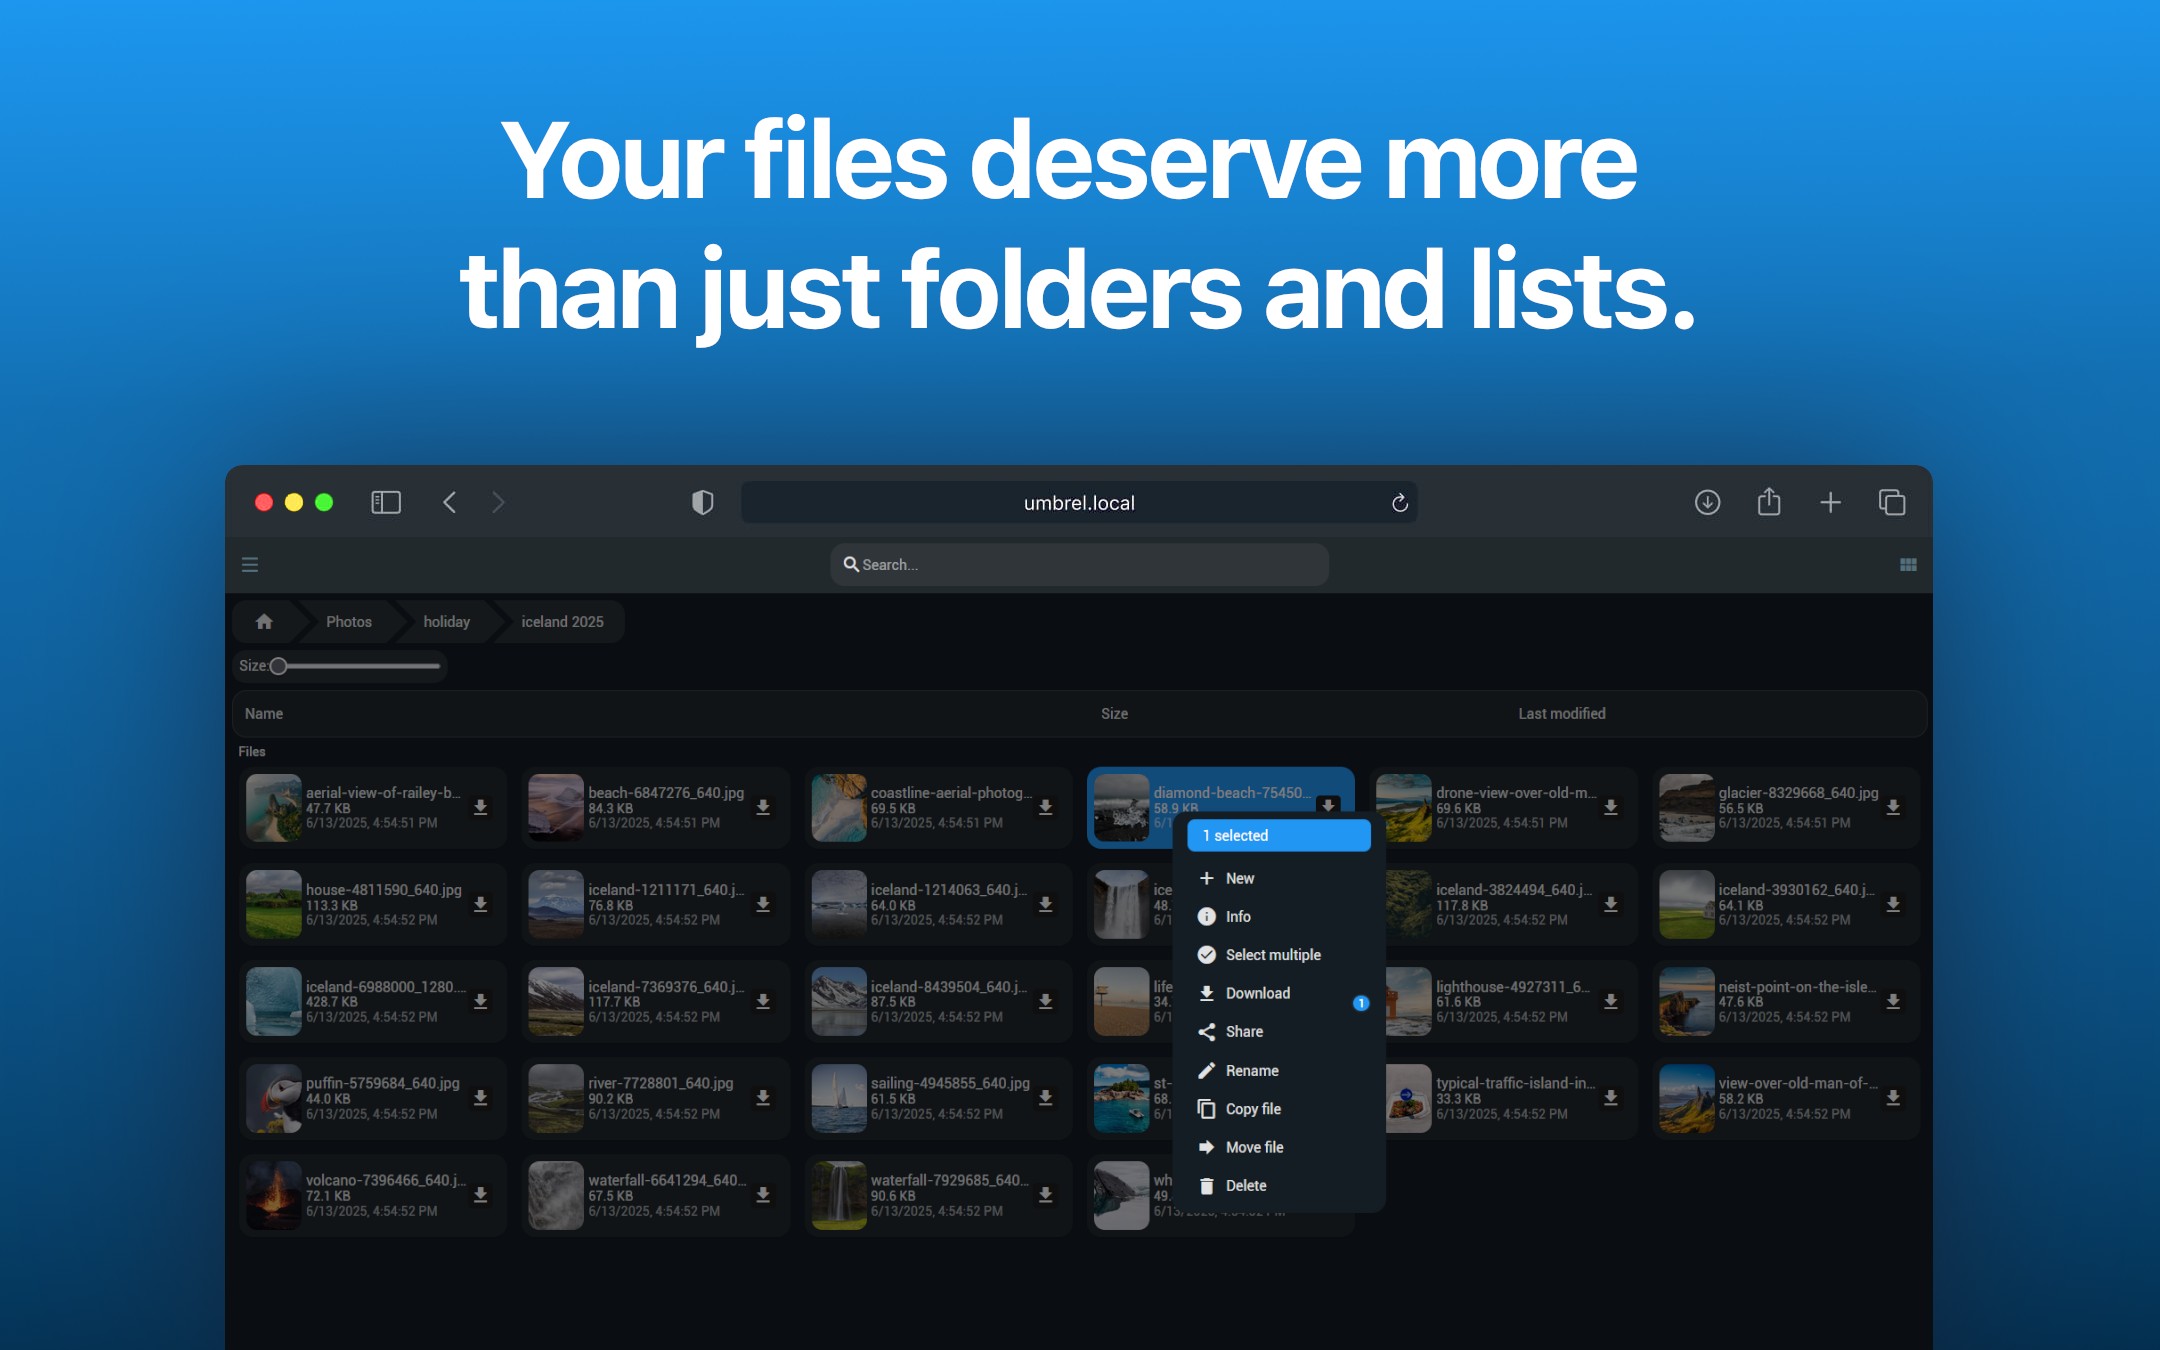 Your files deserve more
than just folders and lists.
umbrel.local
Search...
Photos
holiday
iceland 2025
Size:
Name
Size
Last modified
Files
aerial-view-of-railey-b...
47.7 KB
6/13/2025, 4:54:51 PM
beach-6847276_640.jpg
84.3 KB
6/13/2025, 4:54:51 PM
coastline-aerial-photog...
69.5 KB
6/13/2025, 4:54:51 PM
diamond-beach-75450...
58.9 KB
6/1
drone-view-over-old-m...
69.6 KB
6/13/2025, 4:54:51 PM
glacier-8329668_640.jpg
56.5 KB
6/13/2025, 4:54:51 PM
1 selected
New
Info
Select multiple
Download
1
Share
Rename
Copy file
Move file
Delete
house-4811590_640.jpg
113.3 KB
6/13/2025, 4:54:52 PM
iceland-1211171_640.j...
76.8 KB
6/13/2025, 4:54:52 PM
iceland-1214063_640.j...
64.0 KB
6/13/2025, 4:54:52 PM
ice
48.
6/1
iceland-3824494_640.j...
117.8 KB
6/13/2025, 4:54:52 PM
iceland-3930162_640.j...
64.1 KB
6/13/2025, 4:54:52 PM
iceland-6988000_1280....
428.7 KB
6/13/2025, 4:54:52 PM
iceland-7369376_640.j...
117.7 KB
6/13/2025, 4:54:52 PM
iceland-8439504_640.j...
87.5 KB
6/13/2025, 4:54:52 PM
life
34.
6/1
lighthouse-4927311_6...
61.6 KB
6/13/2025, 4:54:52 PM
neist-point-on-the-isle...
47.6 KB
6/13/2025, 4:54:52 PM
puffin-5759684_640.jpg
44.0 KB
6/13/2025, 4:54:52 PM
river-7728801_640.jpg
90.2 KB
6/13/2025, 4:54:52 PM
sailing-4945855_640.jpg
61.5 KB
6/13/2025, 4:54:52 PM
st-
68.
6/1
typical-traffic-island-in...
33.3 KB
6/13/2025, 4:54:52 PM
view-over-old-man-of-...
58.2 KB
6/13/2025, 4:54:52 PM
volcano-7396466_640.j...
72.1 KB
6/13/2025, 4:54:52 PM
waterfall-6641294_640...
67.5 KB
6/13/2025, 4:54:52 PM
waterfall-7929685_640...
90.6 KB
6/13/2025, 4:54:52 PM
wh
49.